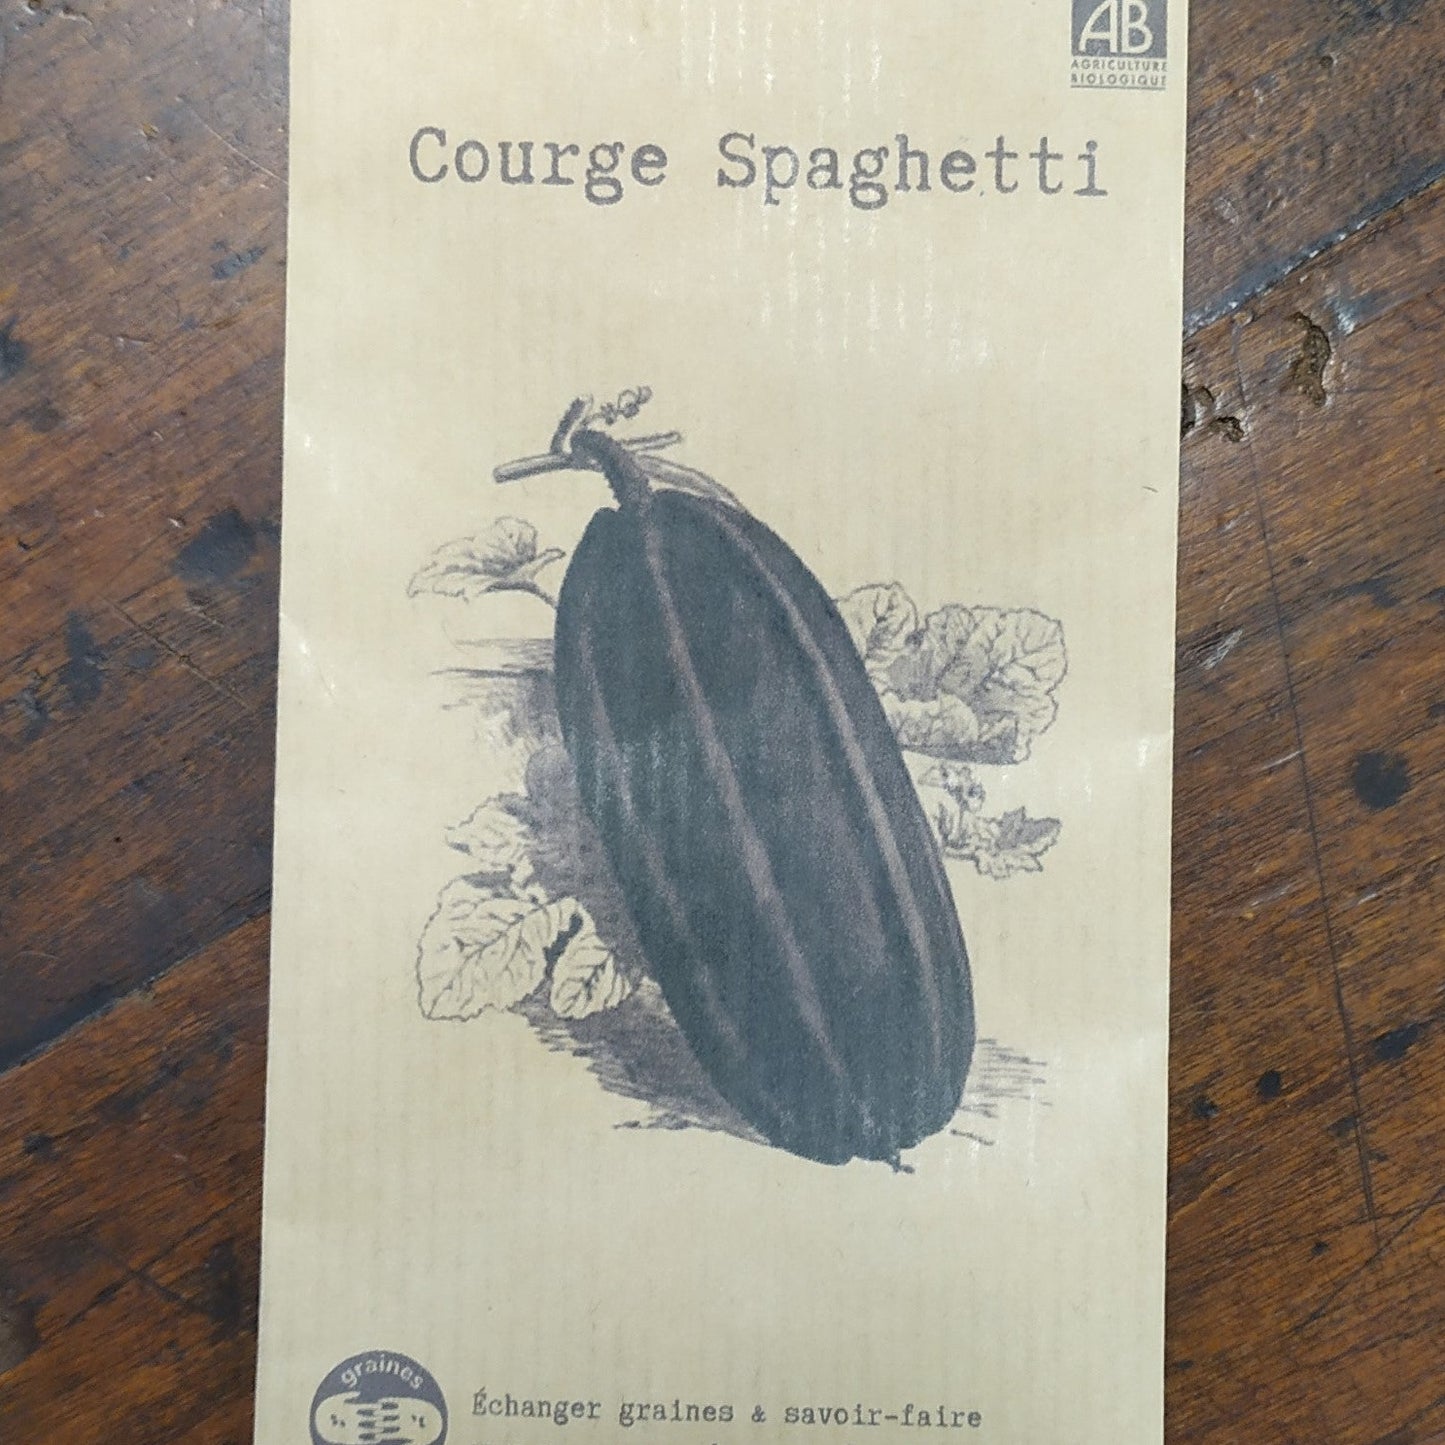 AB
AGRICULTURE
BIOLOGIQUE
Courge Spaghetti
graines
Échanger graines & savoir-faire